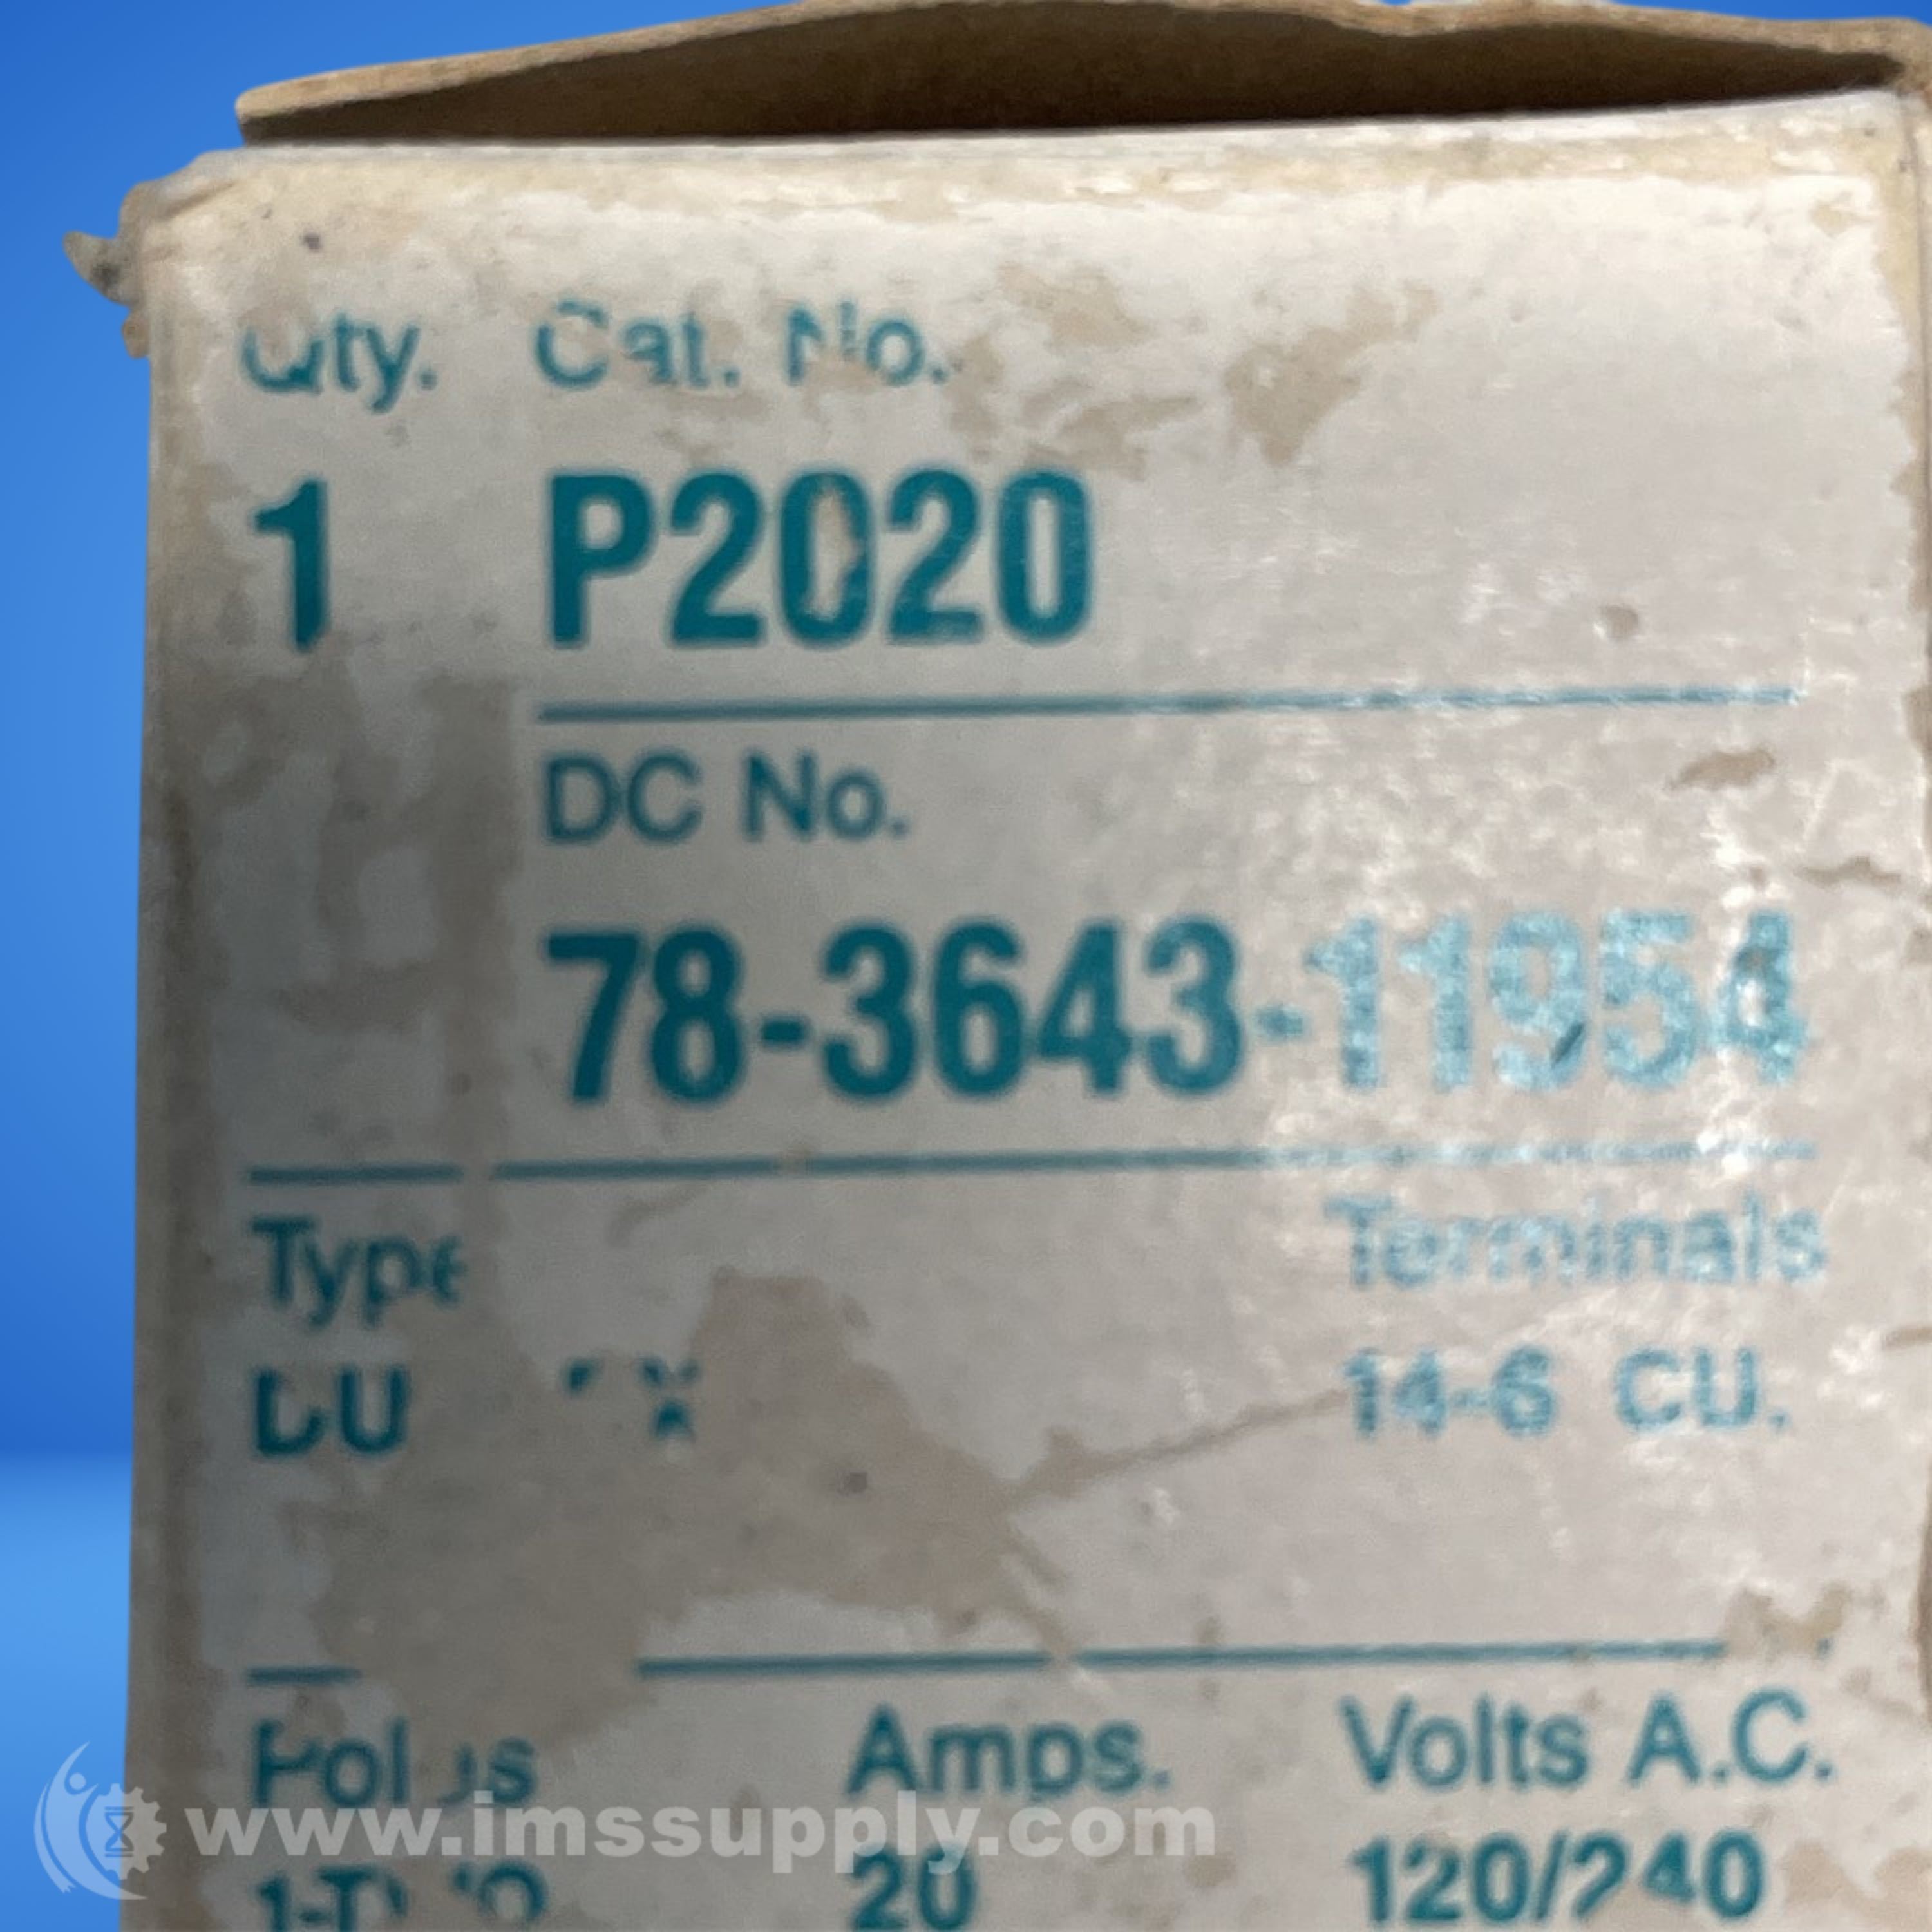 Qty. Cat. No.
1 P2020
DC No.
78-3643-11954
Type Terminals
14-6 CU.
Poles Amps. Volts A.C.
www.imssupply.com
20 120/240